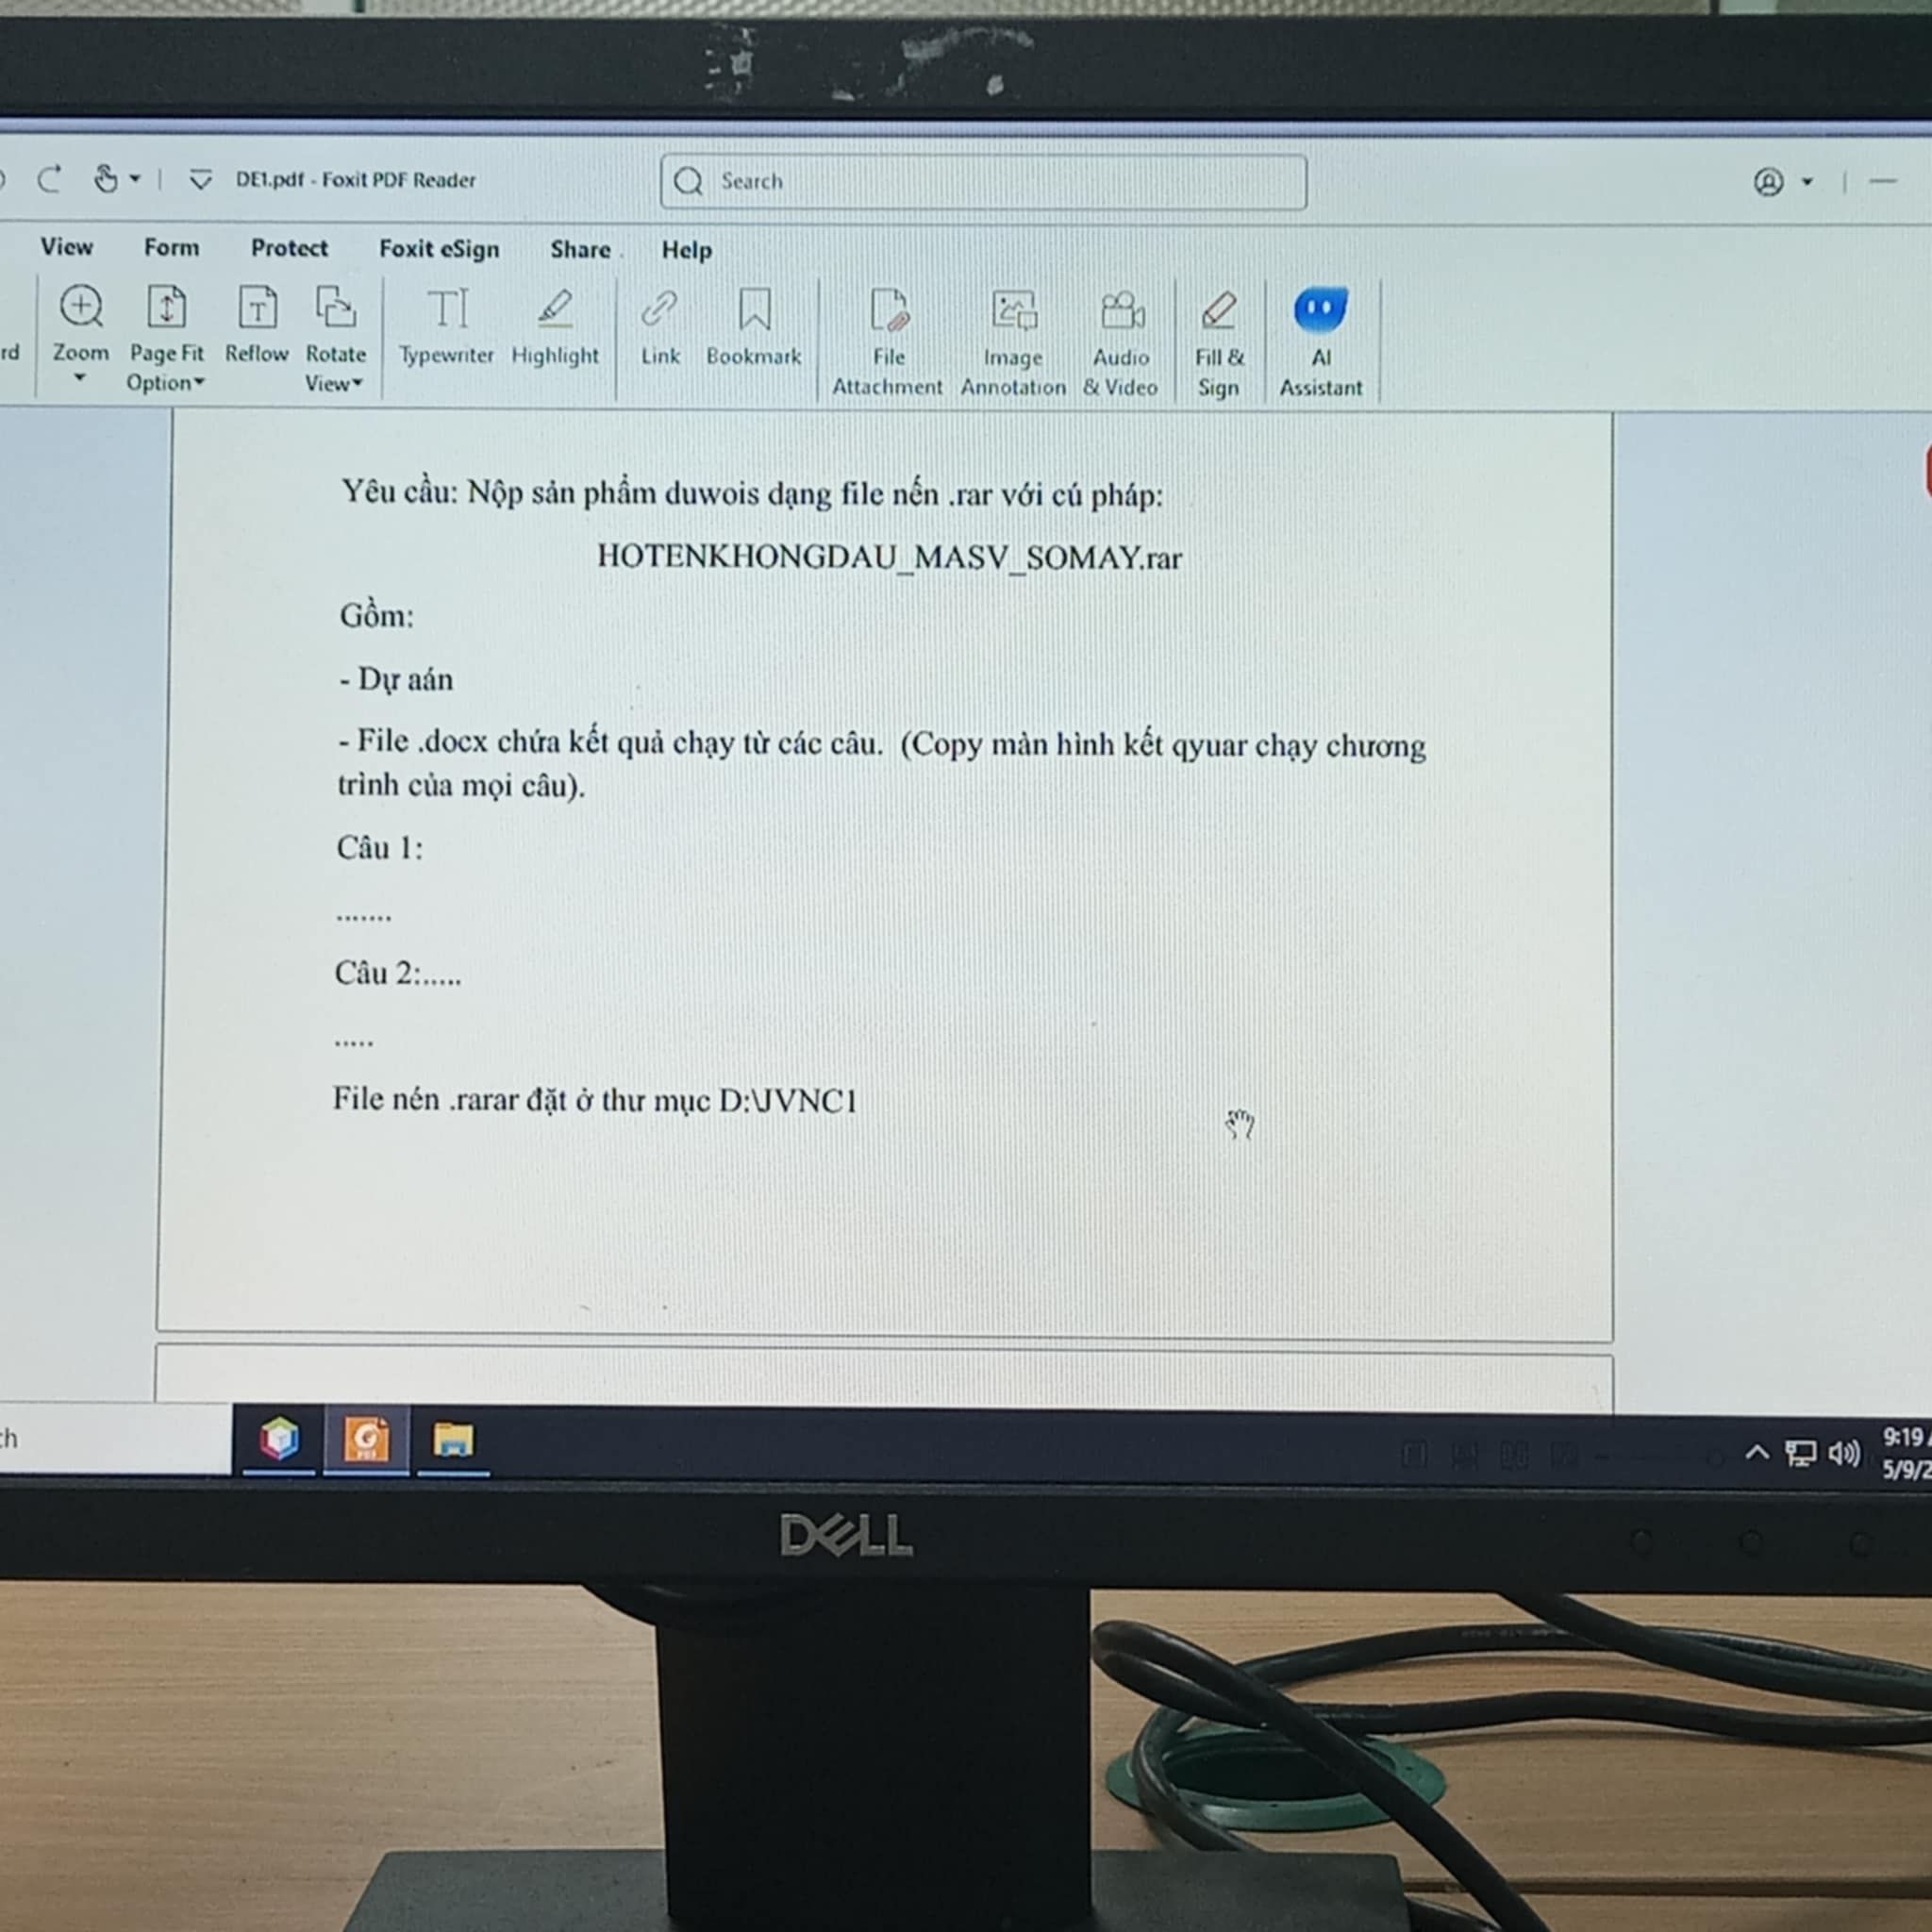 DE1.pdf - Foxit PDF Reader
Search
View Form Protect Foxit eSign Share Help
rd Zoom Page Fit Option Reflow Rotate View Typewriter Highlight Link Bookmark File Attachment Image Annotation Audio & Video Fill & Sign AI Assistant
Yêu cầu: Nộp sản phẩm duwois dạng file nến .rar với cú pháp:
HOTENKHONGDAU_MASV_SOMAY.rar
Gồm:
- Dự aán
- File .docx chứa kết quả chạy từ các câu. (Copy màn hình kết qyuar chạy chương
trình của mọi câu).
Câu 1:
.......
Câu 2:.....
.....
File nén .rarar đặt ở thư mục D:\JVNC1
ch
9:19
5/9/2
DELL